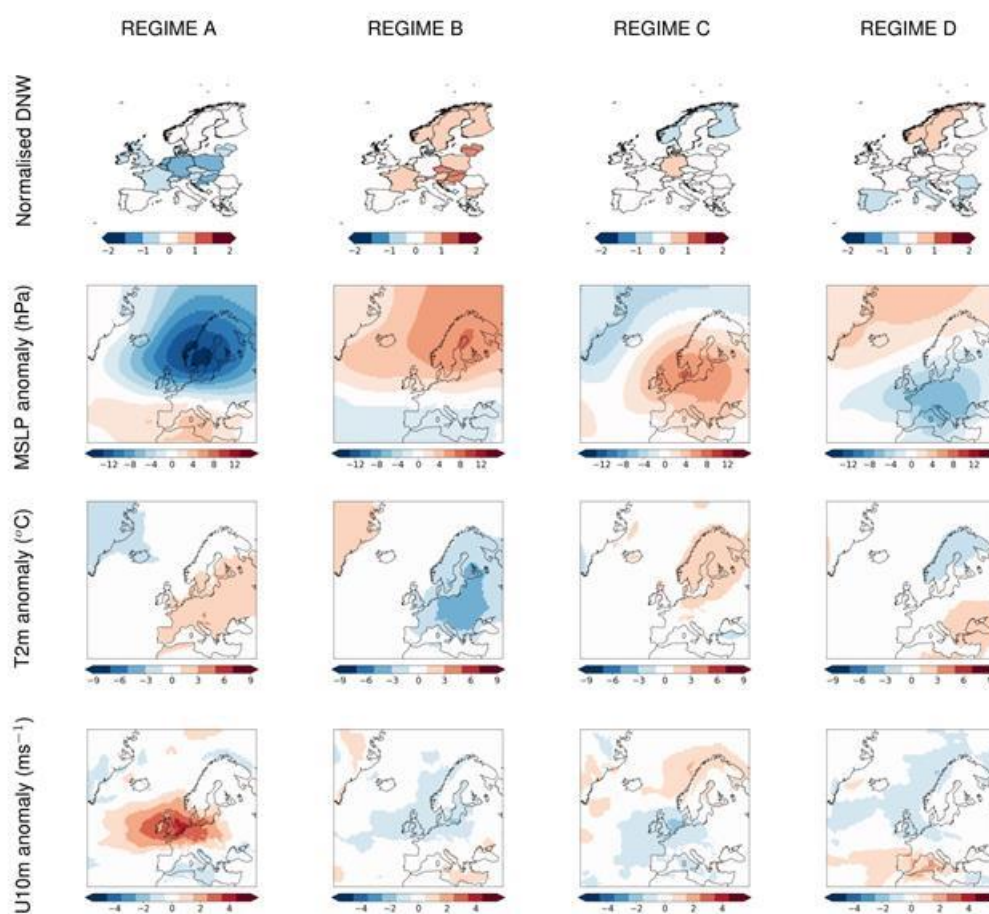 REGIME A REGIME B REGIME C REGIME D
Normalised DNW
−2 −1 0 1 2 −2 −1 0 1 2 −2 −1 0 1 2 −2 −1 0 1 2
MSLP anomaly (hPa)
−12 −8 −4 0 4 8 12 −12 −8 −4 0 4 8 12 −12 −8 −4 0 4 8 12 −12 −8 −4 0 4 8 12
T2m anomaly (°C)
−9 −6 −3 0 3 6 9 −9 −6 −3 0 3 6 9 −9 −6 −3 0 3 6 9 −9 −6 −3 0 3 6 9
U10m anomaly (ms⁻¹)
−4 −2 0 2 4 −4 −2 0 2 4 −4 −2 0 2 4 −4 −2 0 2 4